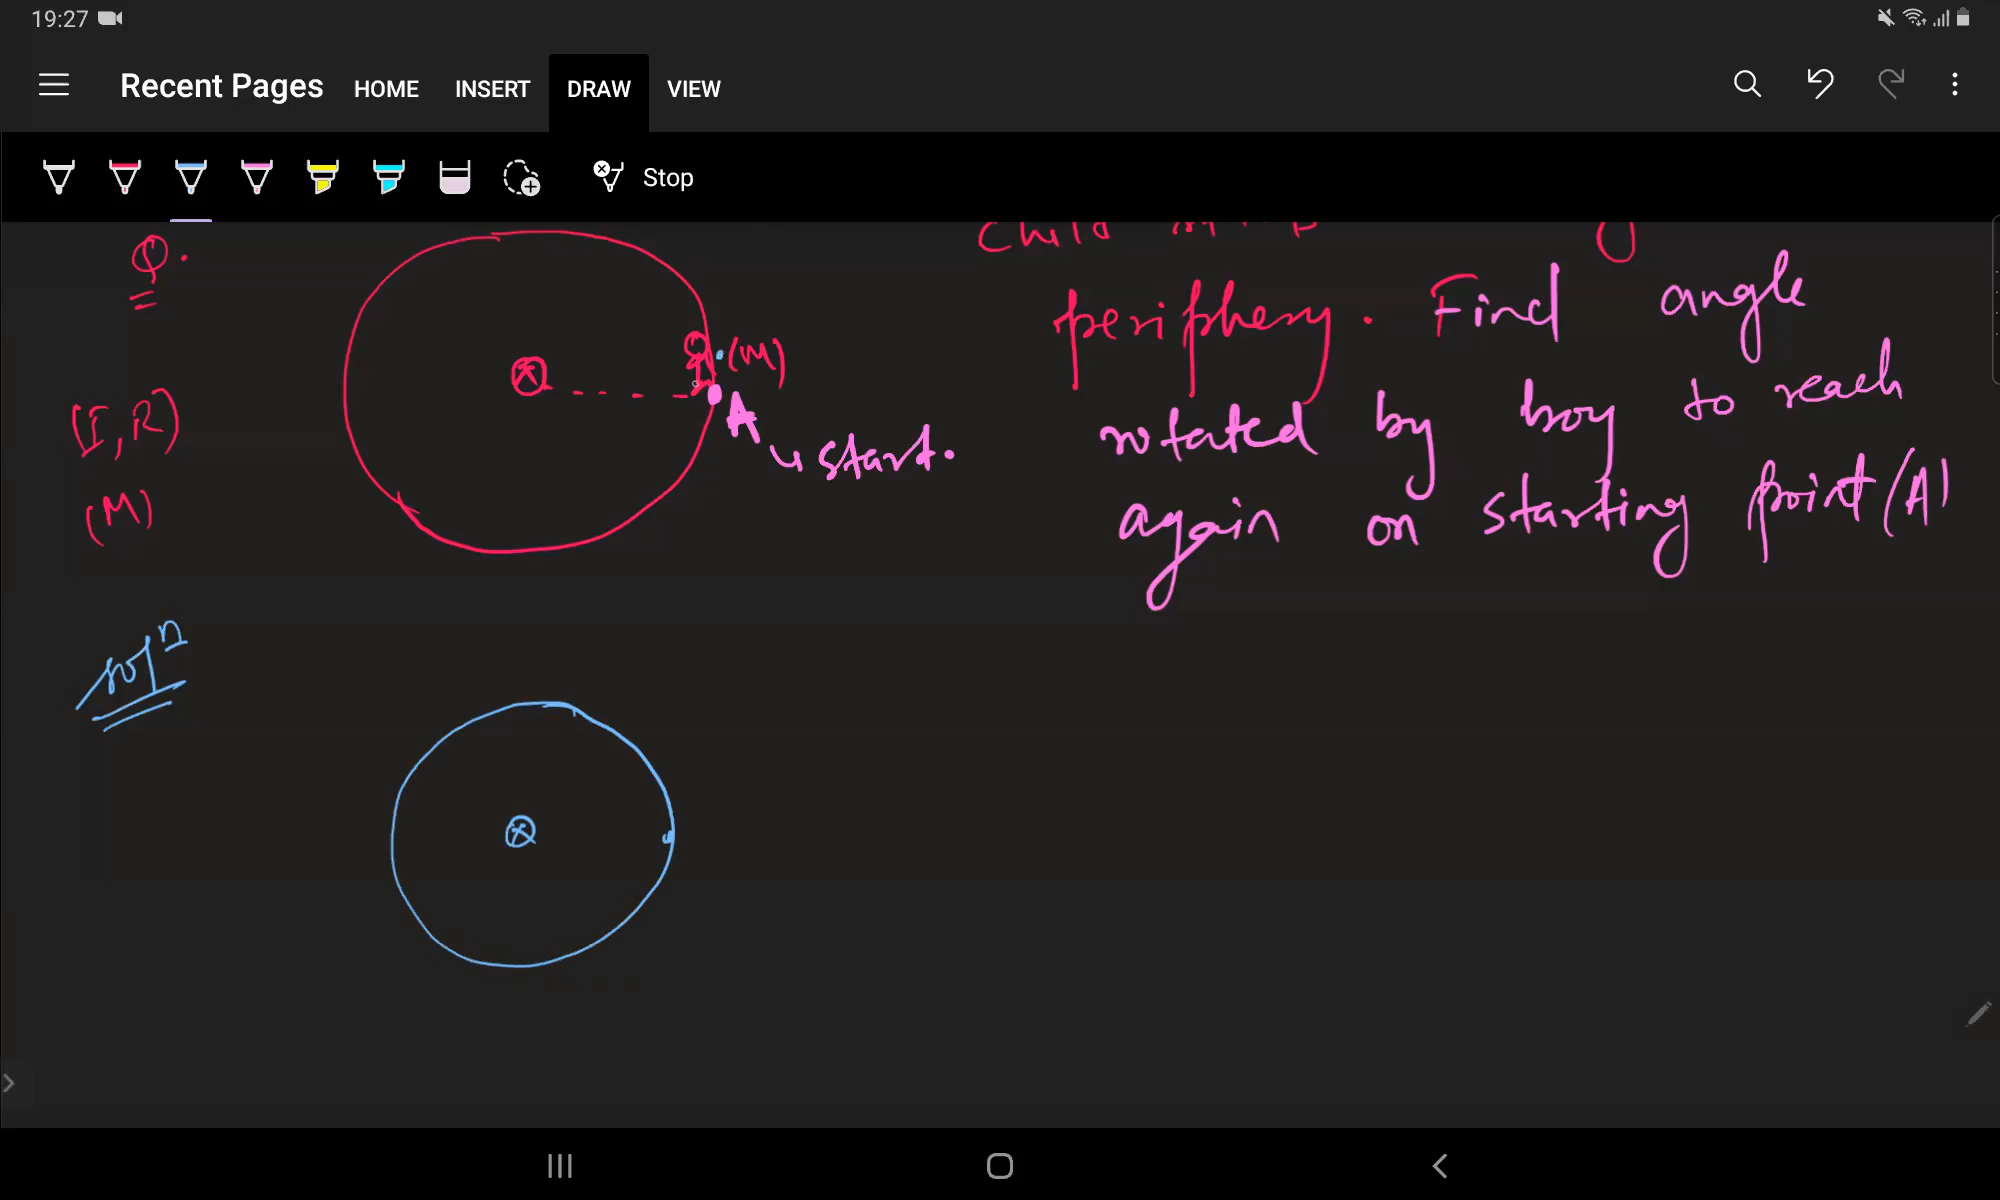 19:27
Recent Pages HOME INSERT DRAW VIEW
Stop
Q.
Child
periphery. Find angle
(M)
(I, R)
A
rotated by boy to reach
start.
(M)
again on starting point (A)
solⁿ